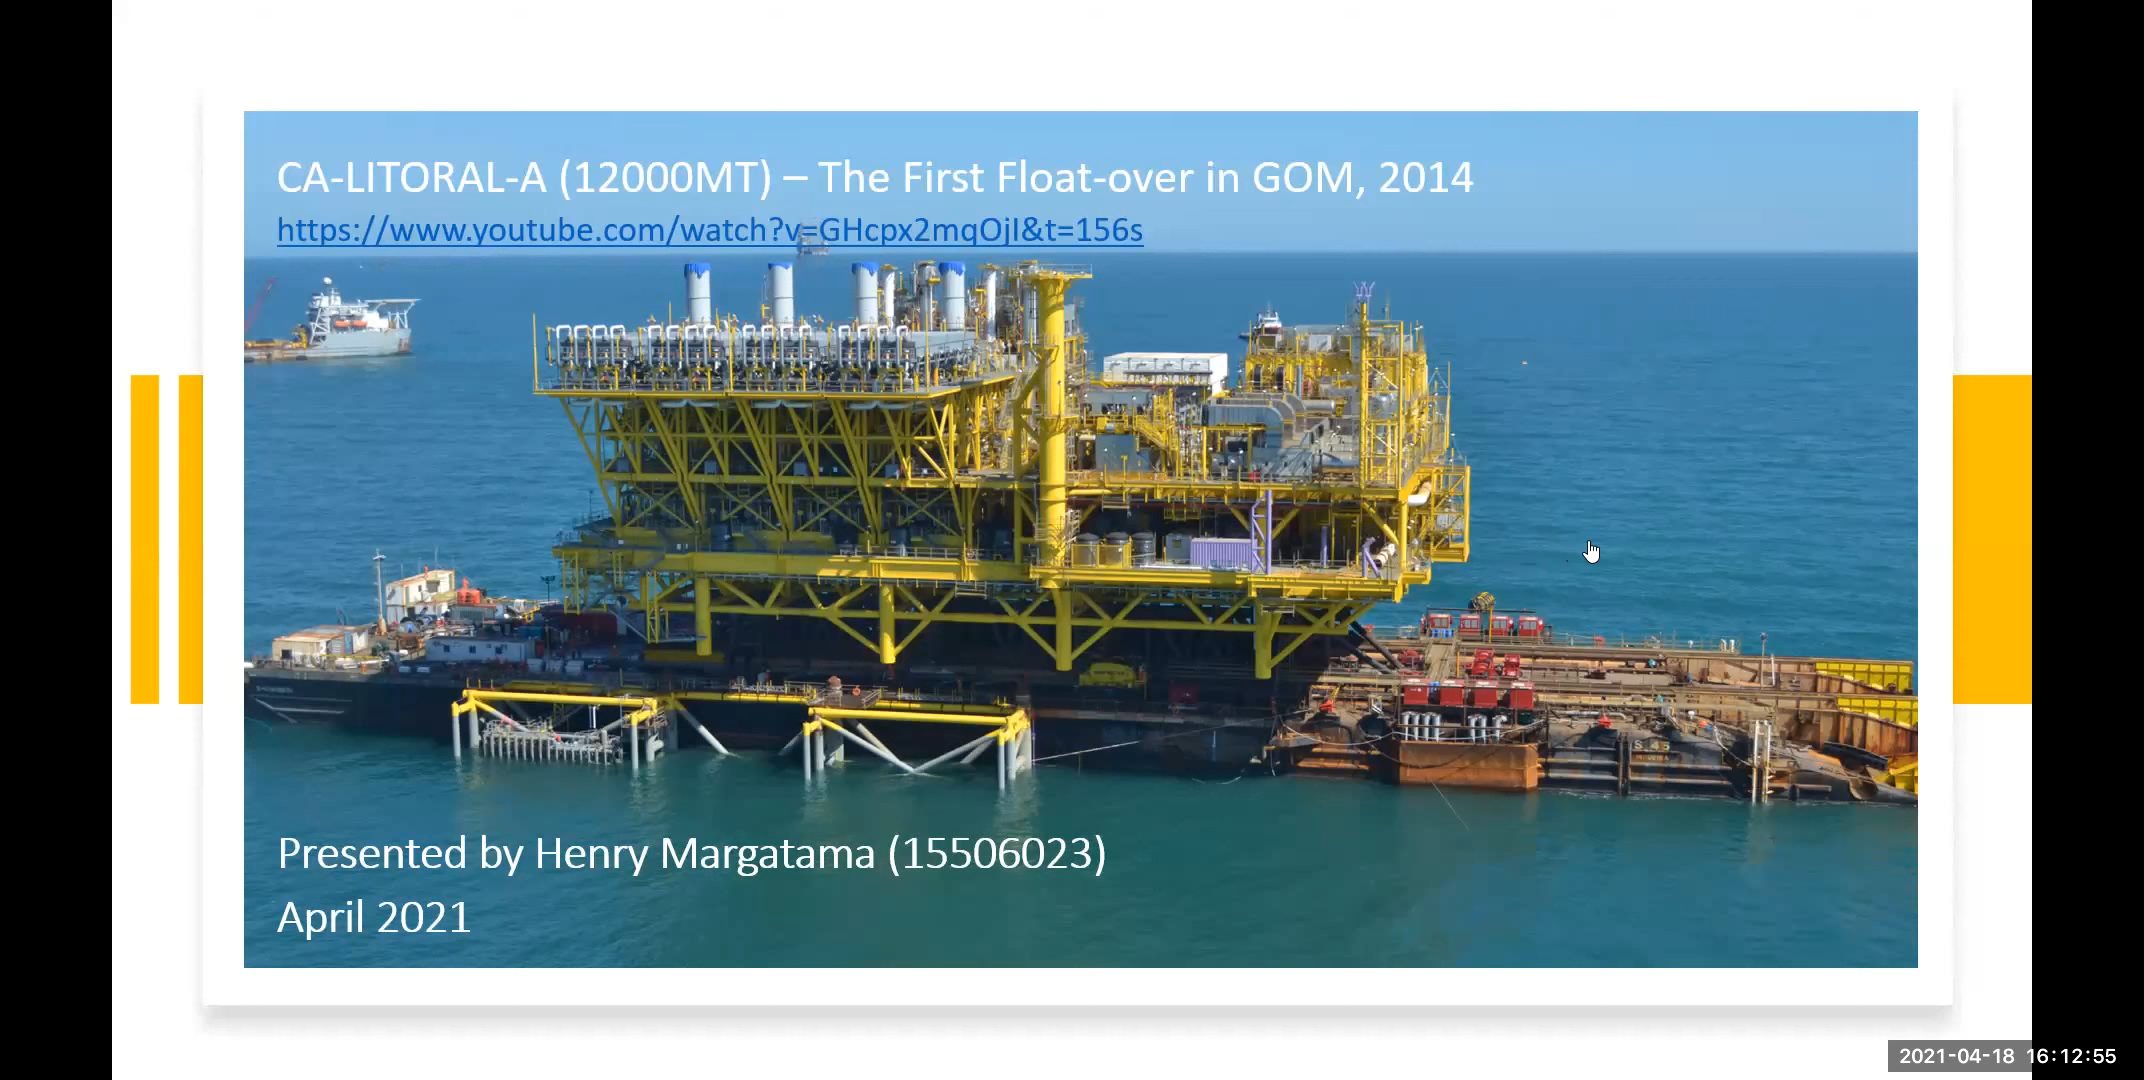 CA-LITORAL-A (12000MT) – The First Float-over in GOM, 2014
https://www.youtube.com/watch?v=GHcpx2mqOjI&t=156s
Presented by Henry Margatama (15506023)
April 2021
2021-04-18 16:12:55